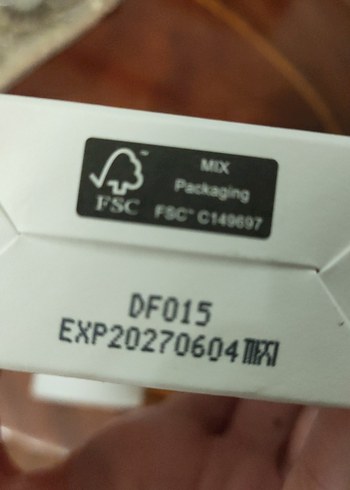 MIX
Packaging
FSC™ C149697
FSC
DF015
EXP20270604